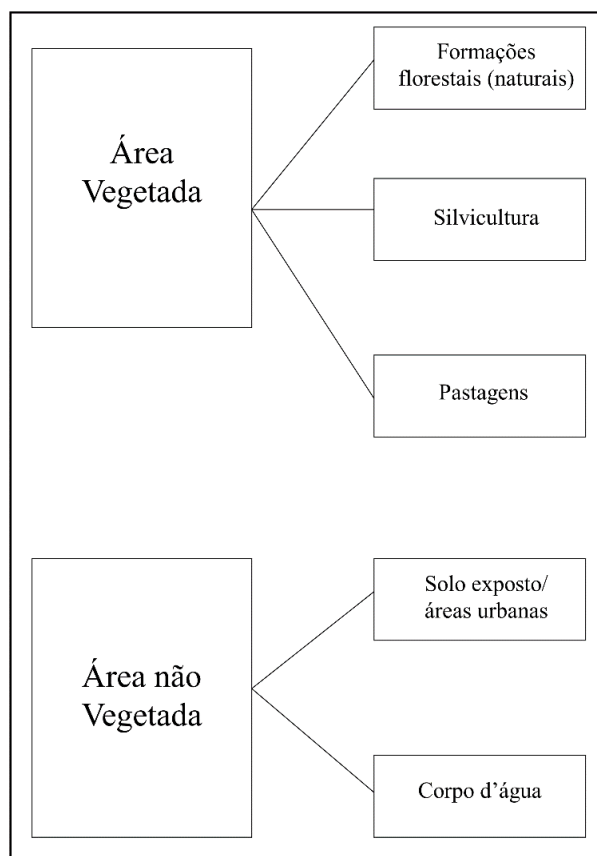 Área
Vegetada
Formações
florestais (naturais)
Silvicultura
Pastagens
Área não
Vegetada
Solo exposto/
áreas urbanas
Corpo d'água